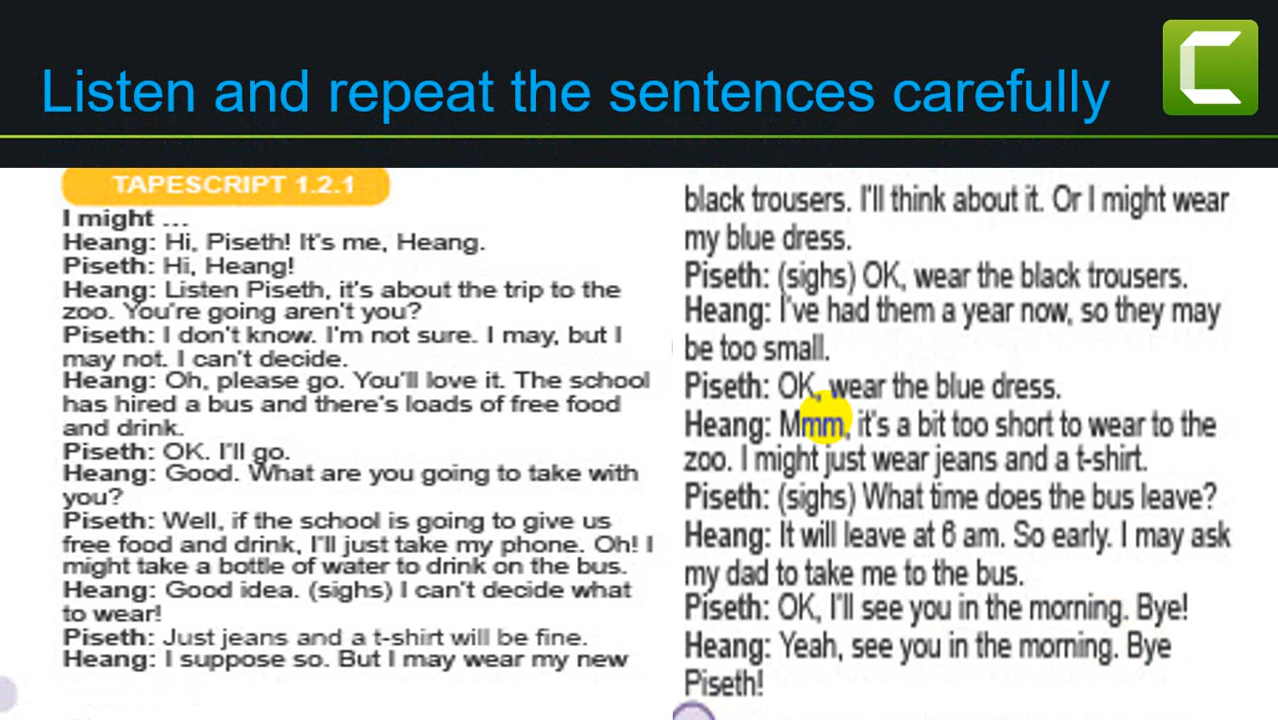 Listen and repeat the sentences carefully
TAPESCRIPT 1.2.1
I might ...
Heang: Hi, Piseth! It's me, Heang.
Piseth: Hi, Heang!
Heang: Listen Piseth, it's about the trip to the
zoo. You're going aren't you?
Piseth: I don't know. I'm not sure. I may, but I
may not. I can't decide.
Heang: Oh, please go. You'll love it. The school
has hired a bus and there's loads of free food
and drink.
Piseth: OK. I'll go.
Heang: Good. What are you going to take with
you?
Piseth: Well, if the school is going to give us
free food and drink, I'll just take my phone. Oh! I
might take a bottle of water to drink on the bus.
Heang: Good idea. (sighs) I can't decide what
to wear!
Piseth: Just jeans and a t-shirt will be fine.
Heang: I suppose so. But I may wear my new
black trousers. I'll think about it. Or I might wear
my blue dress.
Piseth: (sighs) OK, wear the black trousers.
Heang: I've had them a year now, so they may
be too small.
Piseth: OK, wear the blue dress.
Heang: Mmm, it's a bit too short to wear to the
zoo. I might just wear jeans and a t-shirt.
Piseth: (sighs) What time does the bus leave?
Heang: It will leave at 6 am. So early. I may ask
my dad to take me to the bus.
Piseth: OK, I'll see you in the morning. Bye!
Heang: Yeah, see you in the morning. Bye
Piseth!